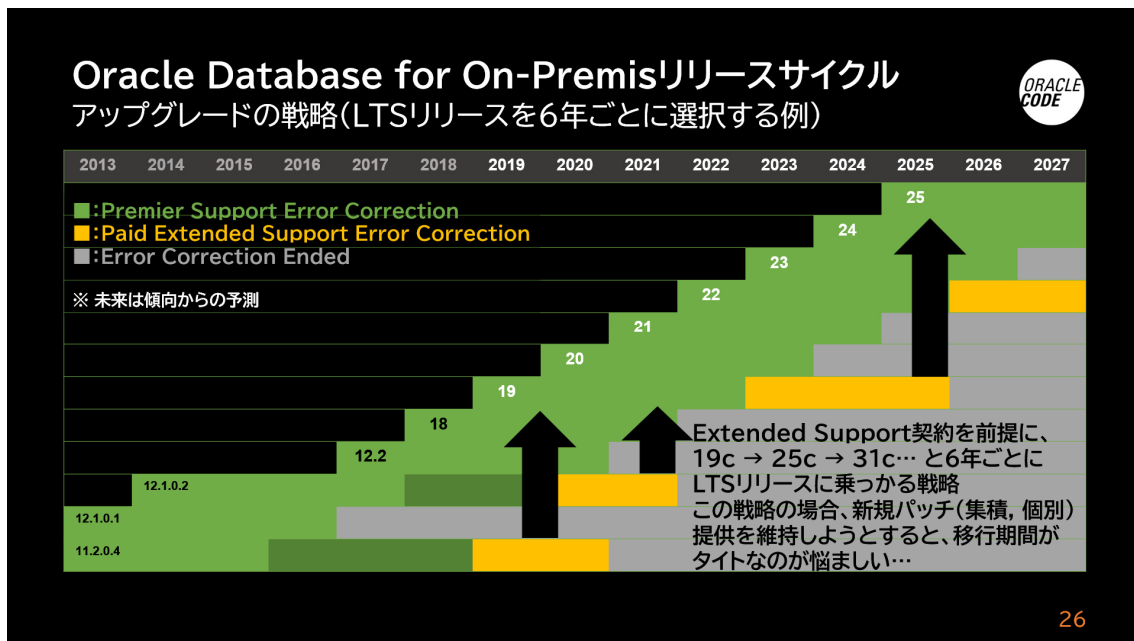 Oracle Database for On-Premisリリースサイクル
アップグレードの戦略(LTSリリースを6年ごとに選択する例)
ORACLE
CODE
2013 2014 2015 2016 2017 2018 2019 2020 2021 2022 2023 2024 2025 2026 2027
25
■:Premier Support Error Correction
24
■:Paid Extended Support Error Correction
■:Error Correction Ended
23
※ 未来は傾向からの予測
22
21
20
19
18
12.2
12.1.0.2
12.1.0.1
11.2.0.4
Extended Support契約を前提に、
19c → 25c → 31c… と6年ごとに
LTSリリースに乗っかる戦略
この戦略の場合、新規パッチ(集積, 個別)
提供を維持しようとすると、移行期間が
タイトなのが悩ましい…
26